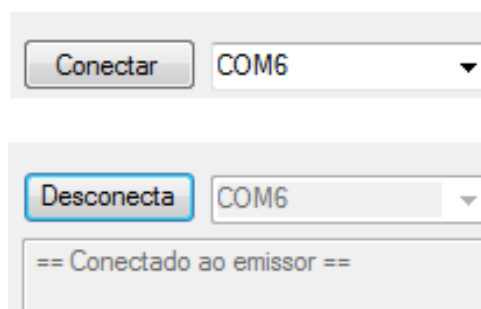 Conectar COM6
Desconecta COM6
== Conectado ao emissor ==